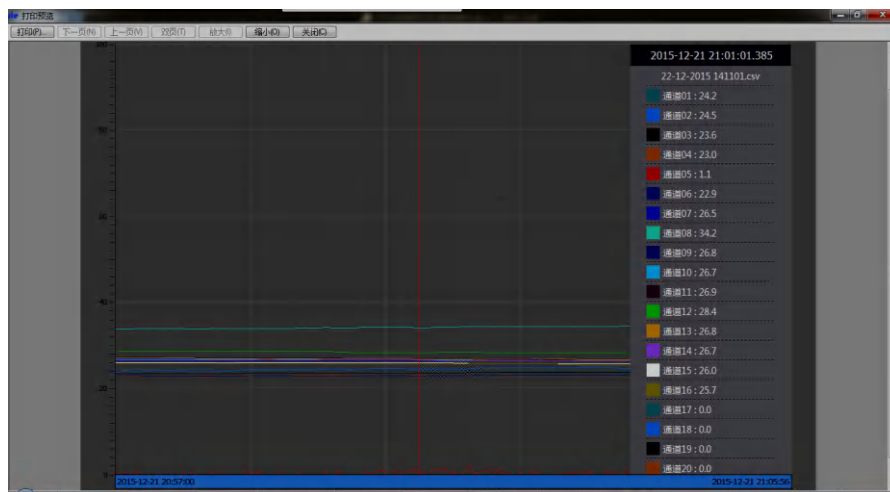 打印预览
打印(P)...
下一页(N)
上一页(V)
双页(T)
放大(I)
缩小(O)
关闭(C)
100
80
60
40
20
0
2015-12-21 21:01:01.385
22-12-2015 141101.csv
通道01 : 24.2
通道02 : 24.5
通道03 : 23.6
通道04 : 23.0
通道05 : 1.1
通道06 : 22.9
通道07 : 26.5
通道08 : 34.2
通道09 : 26.8
通道10 : 26.7
通道11 : 26.9
通道12 : 28.4
通道13 : 26.8
通道14 : 26.7
通道15 : 26.0
通道16 : 25.7
通道17 : 0.0
通道18 : 0.0
通道19 : 0.0
通道20 : 0.0
2015-12-21 20:57:00
2015-12-21 21:05:56